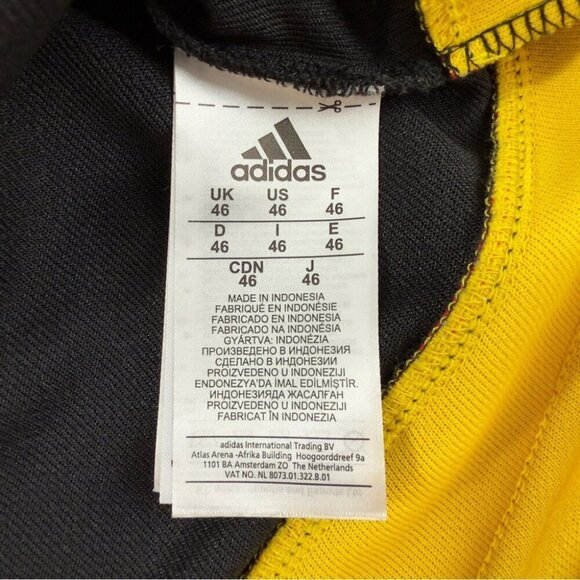 adidas
UK US F
46 46 46
D I E
46 46 46
CDN J
46 46
MADE IN INDONESIA
FABRIQUÉ EN INDONÉSIE
FABRICADO EN INDONESIA
FABRICADO NA INDONÉSIA
GYÁRTVA: INDONÉZIA
ПРОИЗВЕДЕНО В ИНДОНЕЗИЯ
СДЕЛАНО В ИНДОНЕЗИИ
PROIZVEDENO U INDONEZIJI
ENDONEZYA'DA İMAL EDİLMİŞTİR.
ИНДОНЕЗИЯДА ЖАСАЛҒАН
PROIZVEDENO U INDONEZIJI
FABRICAT ÎN INDONEZIA
adidas International Trading BV
Atlas Arena -Afrika Building Hoogoorddreef 9a
1101 BA Amsterdam ZO The Netherlands
VAT NO. NL 8073.01.322.B.01